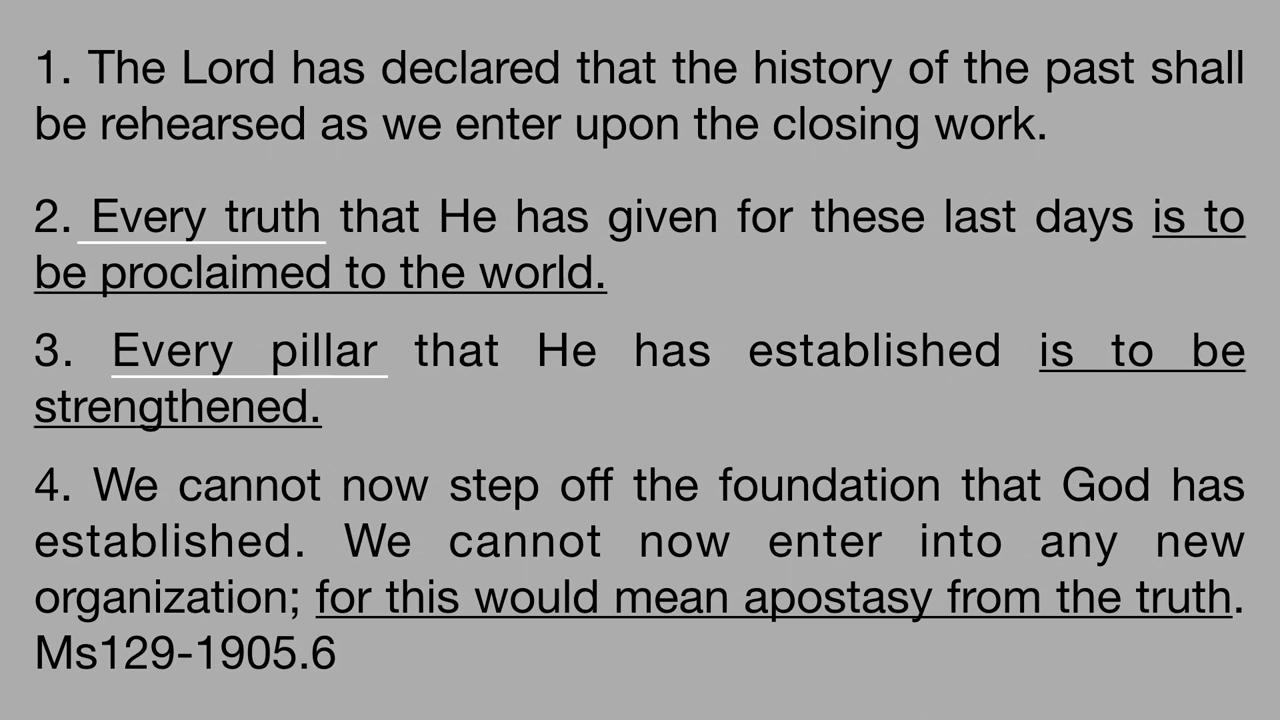 1. The Lord has declared that the history of the past shall
be rehearsed as we enter upon the closing work.
2. Every truth that He has given for these last days is to
be proclaimed to the world.
3. Every pillar that He has established is to be
strengthened.
4. We cannot now step off the foundation that God has
established. We cannot now enter into any new
organization; for this would mean apostasy from the truth.
Ms129-1905.6